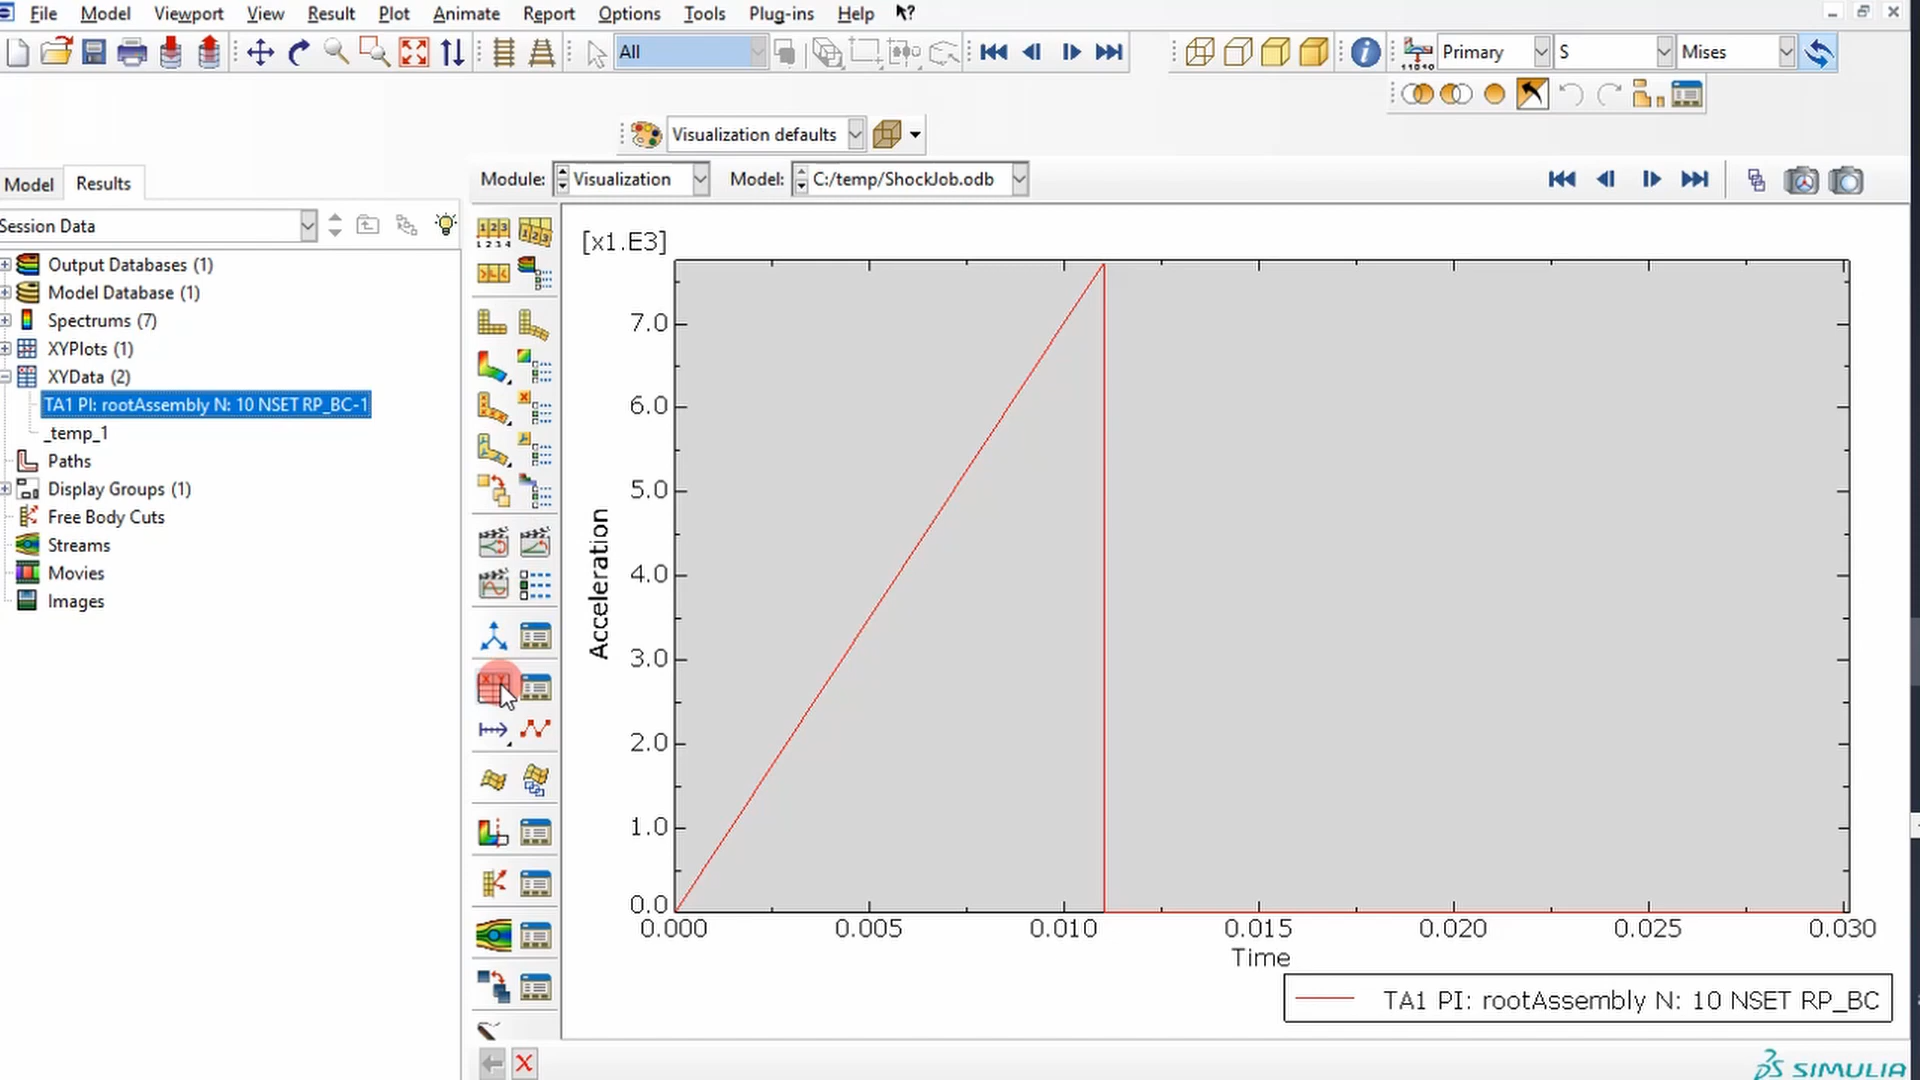 File Model Viewport View Result Plot Animate Report Options Tools Plug-ins Help
All Primary S Mises
Visualization defaults
Model Results Module: Visualization Model: C:/temp/ShockJob.odb
Session Data
Output Databases (1)
Model Database (1)
Spectrums (7)
XYPlots (1)
XYData (2)
TA1 PI: rootAssembly N: 10 NSET RP_BC-1
_temp_1
Paths
Display Groups (1)
Free Body Cuts
Streams
Movies
Images
[x1.E3]
7.0
6.0
5.0
4.0
3.0
2.0
1.0
0.0
Acceleration
0.000 0.005 0.010 0.015 0.020 0.025 0.030
Time
TA1 PI: rootAssembly N: 10 NSET RP_BC
SIMULIA